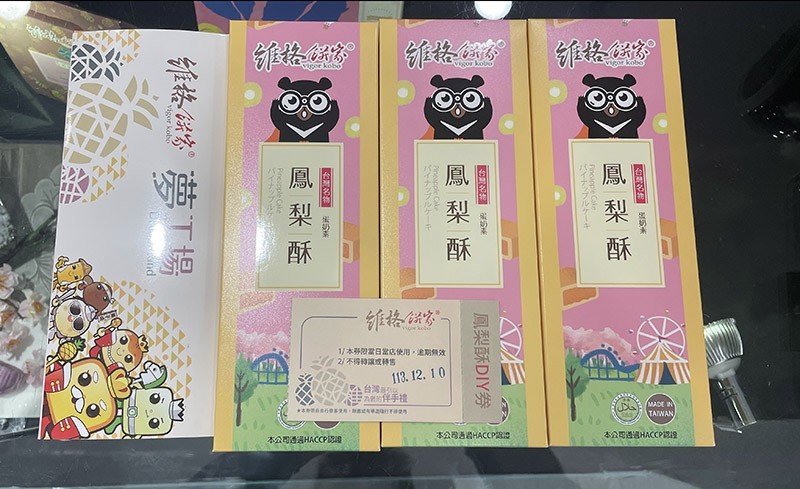 維格餅家®
vigor kobo
夢工場
維格餅家®
vigor kobo
台灣名物
鳳梨酥
蛋奶素
Pineapple Cake
パイナップルケーキ
維格餅家®
vigor kobo
台灣名物
鳳梨酥
蛋奶素
Pineapple Cake
パイナップルケーキ
HALAL
本公司通過HACCP認證
維格餅家®
vigor kobo
台灣名物
鳳梨酥
蛋奶素
Pineapple Cake
パイナップルケーキ
MADE IN
TAIWAN
本公司通過HACCP認證
本公司通過HACCP認證
維格餅家®
vigor kobo
1/ 本券限當日當店使用,逾期無效
2/ 不得轉讓或轉售
113.12.10
台灣最引以
為傲的伴手禮
鳳梨酥DIY券